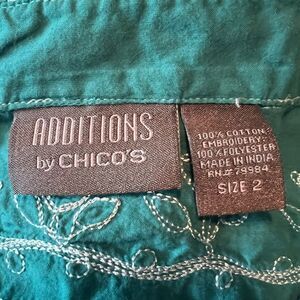 ADDITIONS
by CHICO'S
100% COTTON
EMBROIDERY:
100% POLYESTER
MADE IN INDIA
RN#79984
SIZE 2